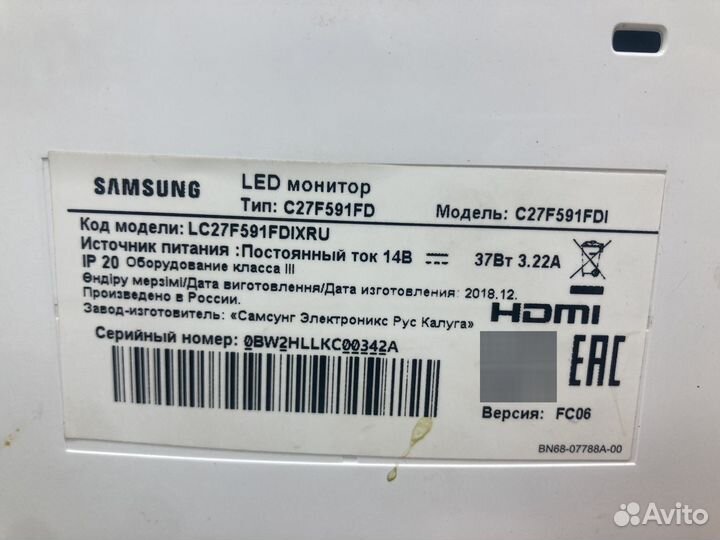 SAMSUNG
LED монитор
Тип: C27F591FD
Модель: C27F591FDI
Код модели: LC27F591FDIXRU
Источник питания :Постоянный ток 14В 37Вт 3.22A
IP 20 Оборудование класса III
Өндіру мерзімі/Дата виготовлення/Дата изготовления: 2018.12.
Произведено в России.
Завод-изготовитель: «Самсунг Электроникс Рус Калуга»
HDMI
Серийный номер: 0BW2HLLKC00342A
EAC
Версия: FC06
BN68-07788A-00
Avito